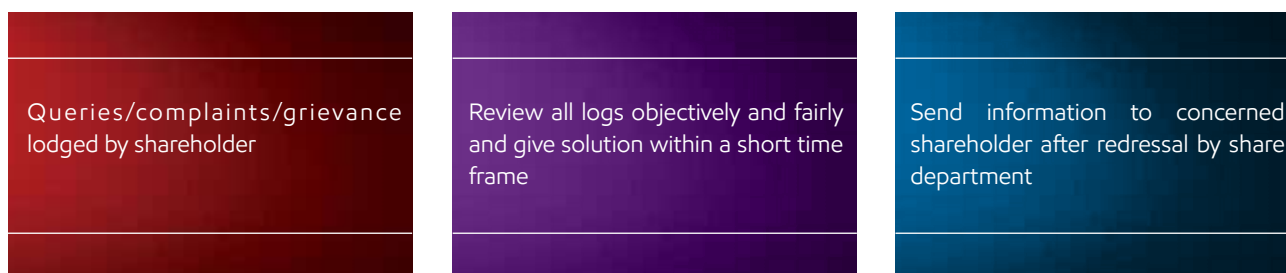 Queries/complaints/grievance
lodged by shareholder
Review all logs objectively and fairly
and give solution within a short time
frame
Send information to concerned
shareholder after redressal by share
department